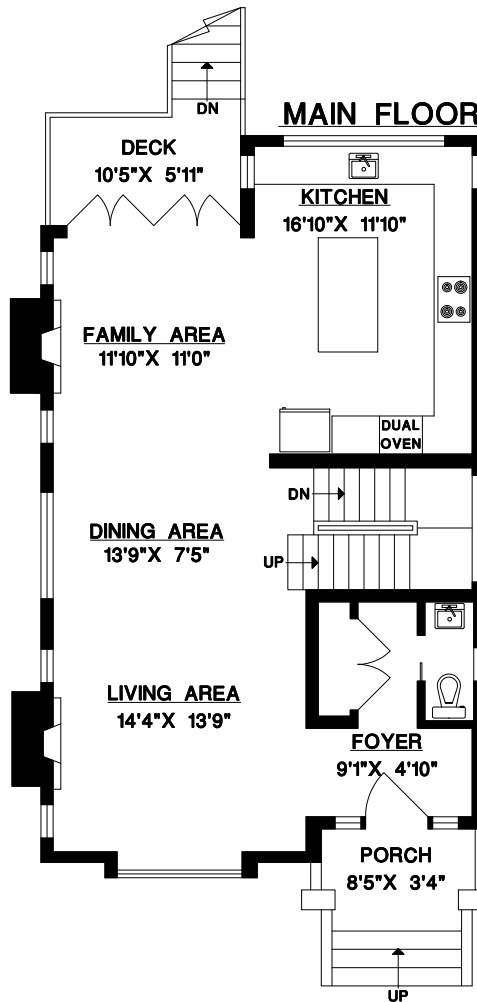 DN
MAIN FLOOR
DECK
10'5"X 5'11"
KITCHEN
16'10"X 11'10"
FAMILY AREA
11'10"X 11'0"
DUAL
OVEN
DN
DINING AREA
13'9"X 7'5"
UP
LIVING AREA
14'4"X 13'9"
FOYER
9'1"X 4'10"
PORCH
8'5"X 3'4"
UP